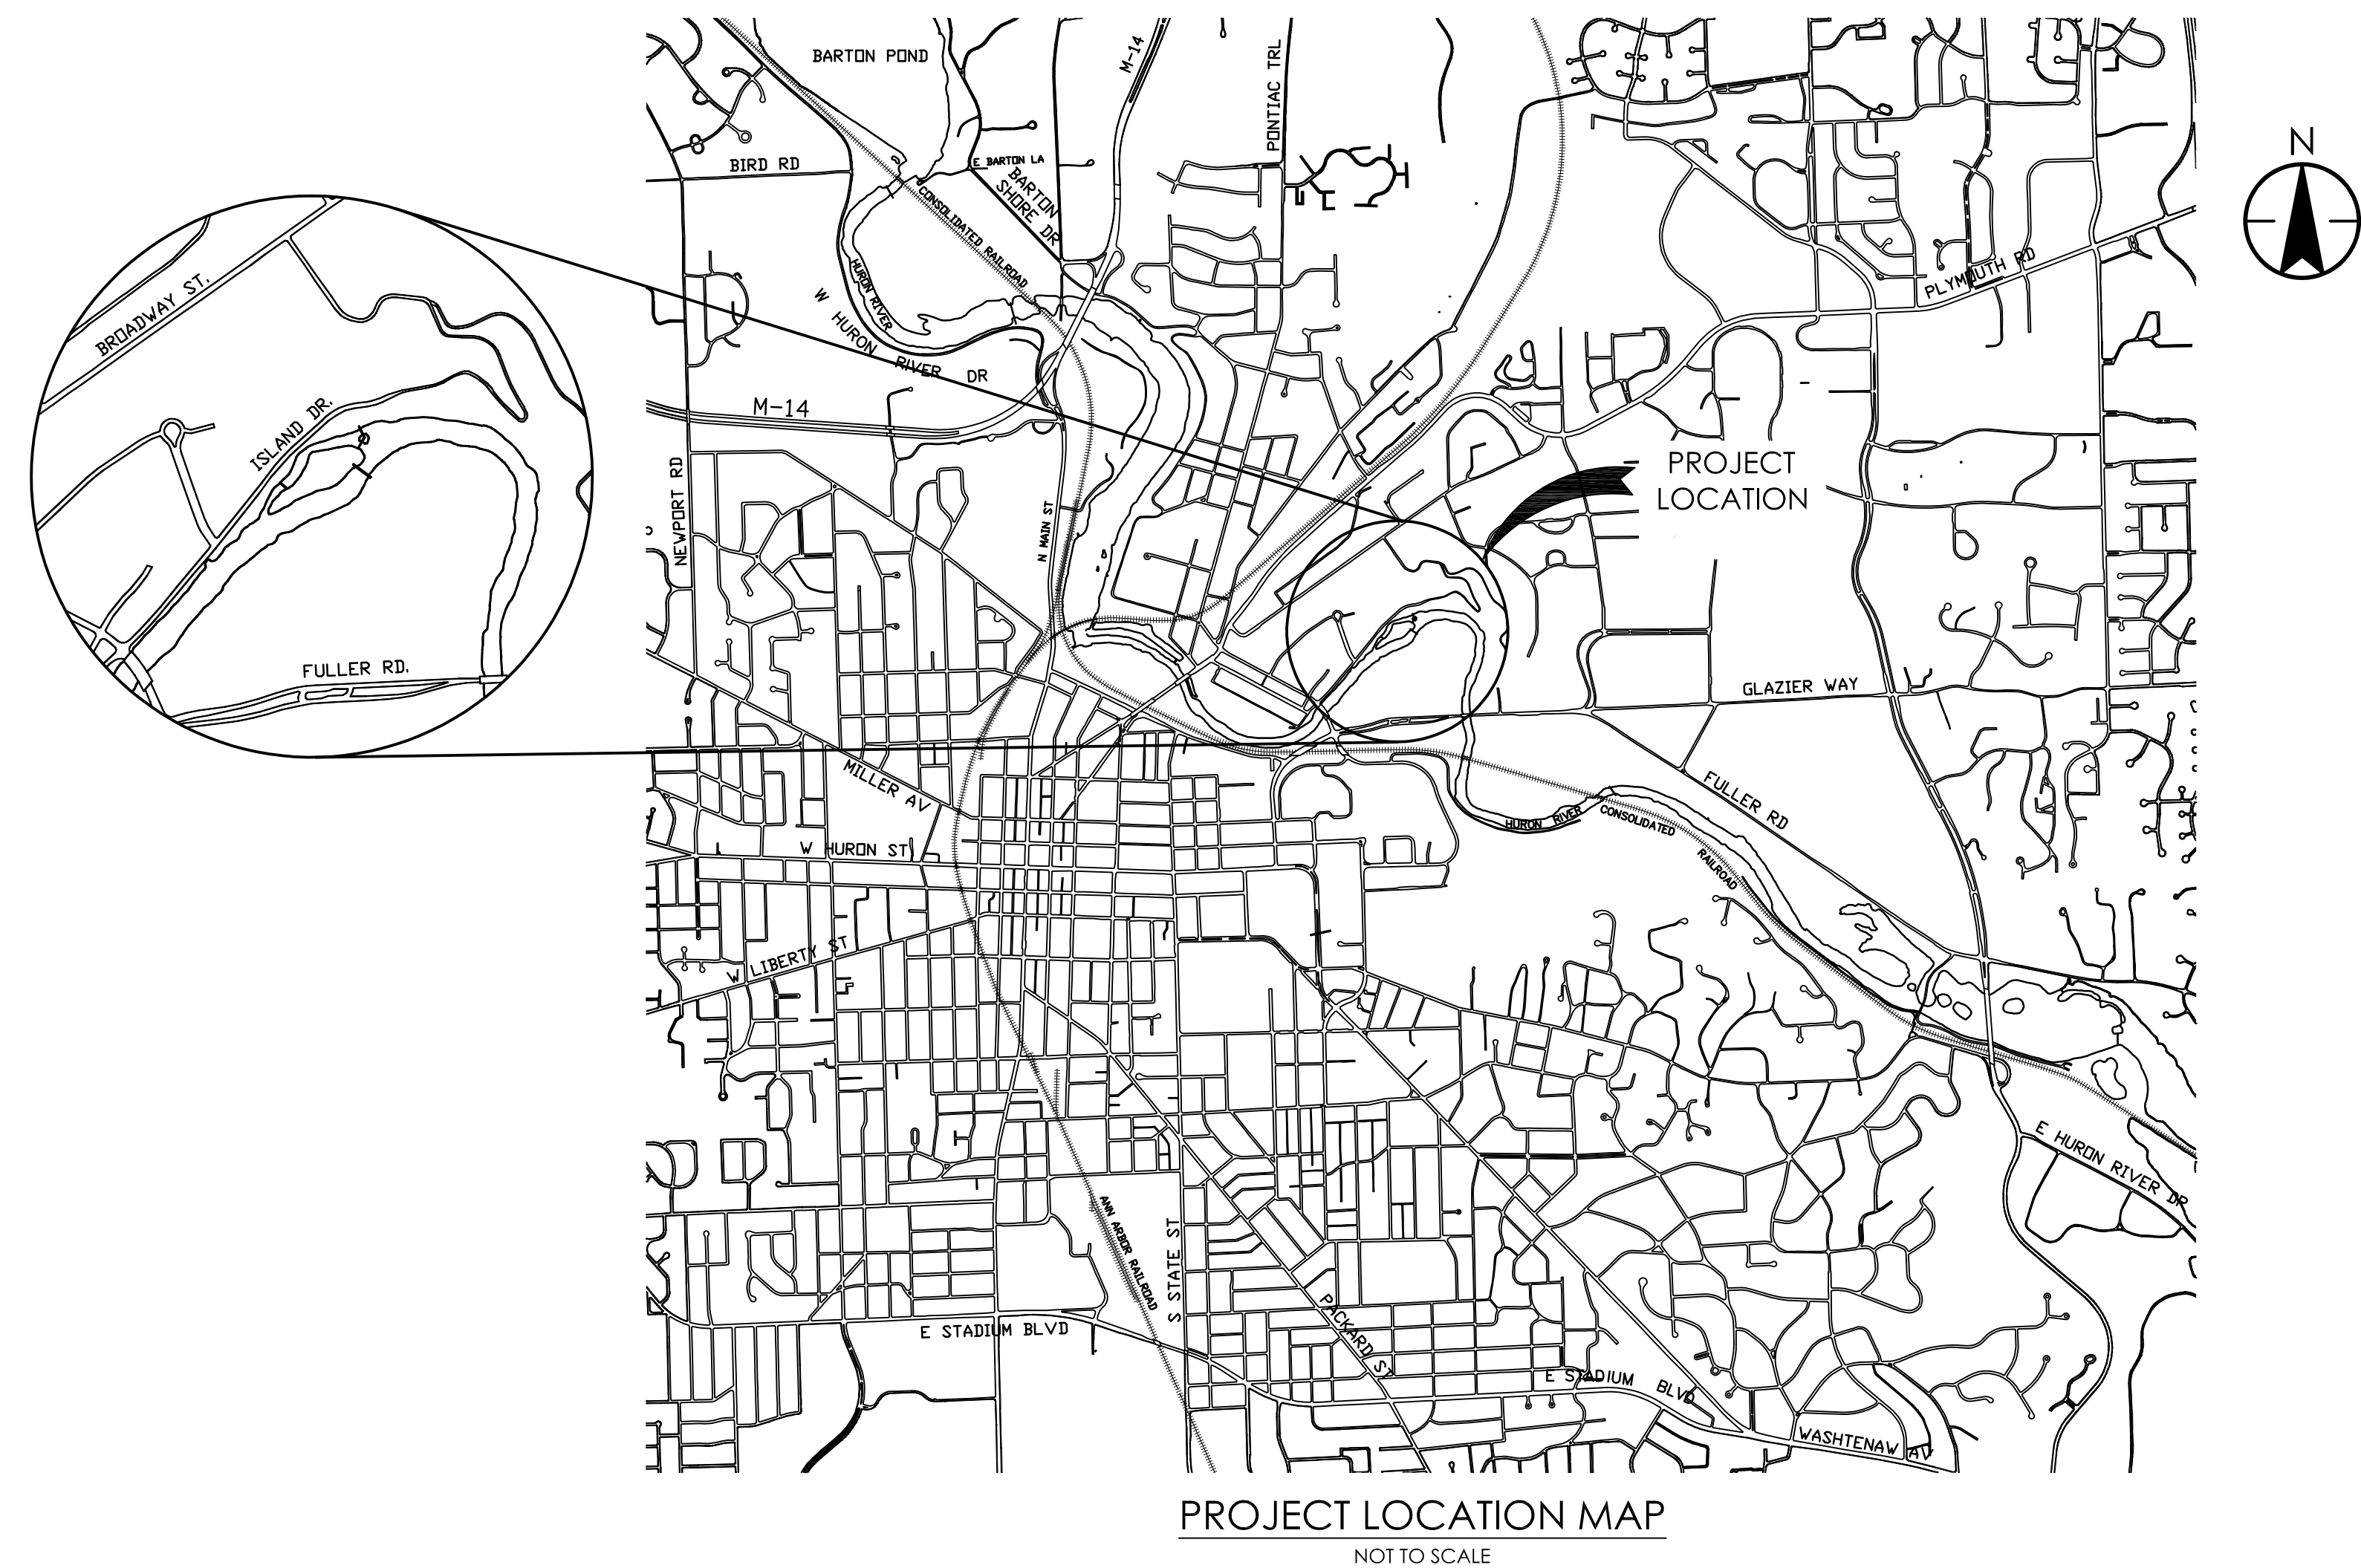 BARTON POND
M-14
PONTIAC TRL
N
BIRD RD
E BARTON LA
BARTON
SHORE DR
CONSOLIDATED RAILROAD
HURON RIVER
W HURON RIVER DR
PLYMOUTH RD
BROADWAY ST.
ISLAND DR.
FULLER RD.
M-14
NEWPORT RD
N MAIN ST
PROJECT
LOCATION
GLAZIER WAY
MILLER AV
FULLER RD
HURON RIVER
CONSOLIDATED
RAILROAD
W HURON ST
W LIBERTY ST
E HURON RIVER DR
ANN ARBOR RAILROAD
S STATE ST
PACKARD ST
E STADIUM BLVD
E STADIUM BLVD
WASHTENAW AV
PROJECT LOCATION MAP
NOT TO SCALE